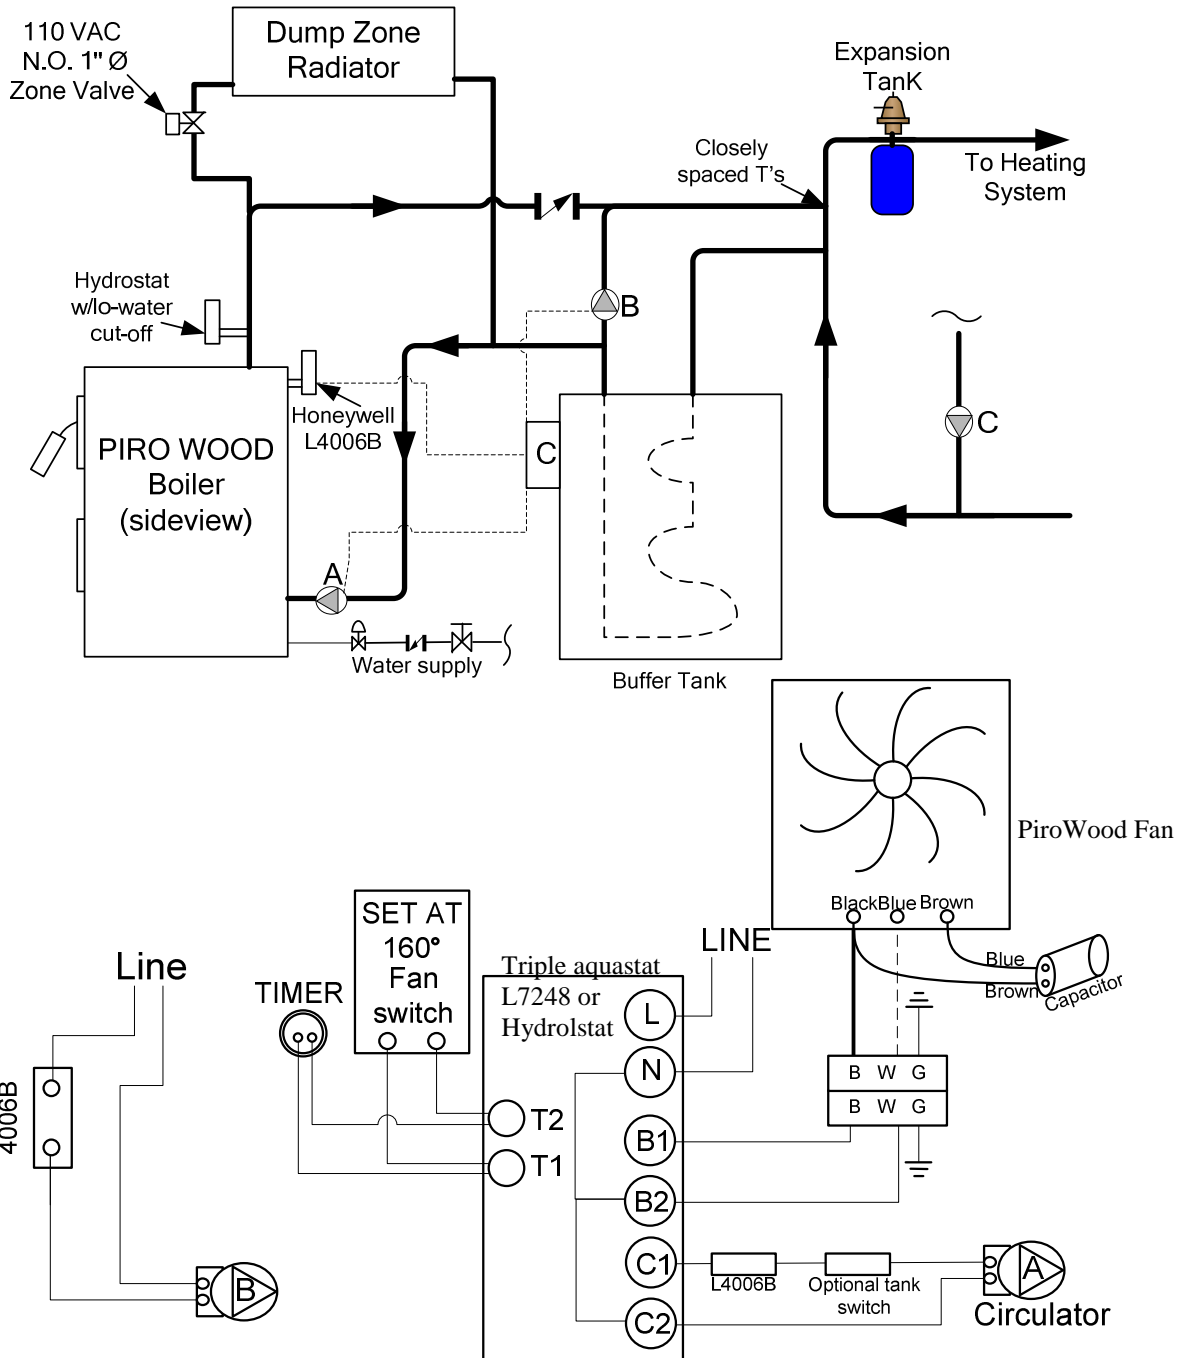 110 VAC
N.O. 1" Ø
Zone Valve
Dump Zone
Radiator
Expansion
TanK
Closely
spaced T's
To Heating
System
Hydrostat
w/lo-water
cut-off
B
Honeywell
L4006B
C
C
PIRO WOOD
Boiler
(sideview)
A
Water supply
Buffer Tank
PiroWood Fan
Black Blue Brown
Blue
Brown
Capacitor
SET AT
160°
Fan
switch
LINE
Line
TIMER
Triple aquastat
L7248 or
Hydrolstat
L
N
B W G
B W G
4006B
T2
T1
B1
B2
C1
C2
L4006B
Optional tank
switch
A
Circulator
B